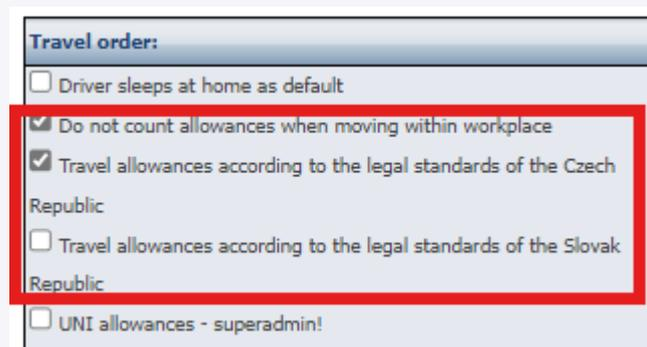 Travel order:
Driver sleeps at home as default
Do not count allowances when moving within workplace
Travel allowances according to the legal standards of the Czech
Republic
Travel allowances according to the legal standards of the Slovak
Republic
UNI allowances - superadmin!